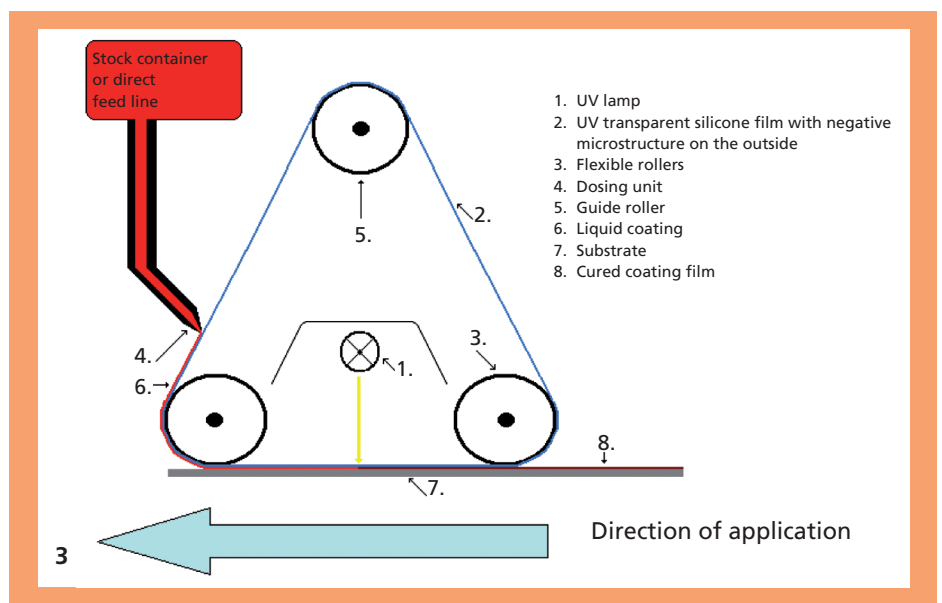 Stock container
or direct
feed line
1. UV lamp
2. UV transparent silicone film with negative
microstructure on the outside
3. Flexible rollers
4. Dosing unit
5. Guide roller
6. Liquid coating
7. Substrate
8. Cured coating film
2.
5.
3.
4.
1.
6.
8.
7.
Direction of application
3